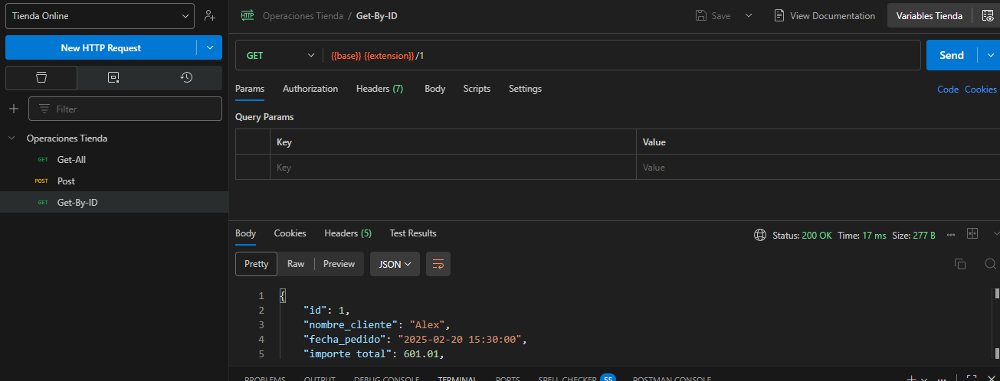 Tienda Online
HTTP Operaciones Tienda / Get-By-ID
Save
View Documentation
Variables Tienda
New HTTP Request
GET
{{base}} {{extension}}/1
Send
Params
Authorization
Headers (7)
Body
Scripts
Settings
Code
Cookies
Filter
Query Params
Key
Value
Key
Value
Operaciones Tienda
GET Get-All
POST Post
GET Get-By-ID
Body
Cookies
Headers (5)
Test Results
Status: 200 OK Time: 17 ms Size: 277 B
Pretty
Raw
Preview
JSON
1 {
2 "id": 1,
3 "nombre_cliente": "Alex",
4 "fecha_pedido": "2025-02-20 15:30:00",
5 "importe total": 601.01,
PROBLEMS
OUTPUT
DEBUG CONSOLE
TERMINAL
PORTS
SPELL CHECKER 55
POSTMAN CONSOLE